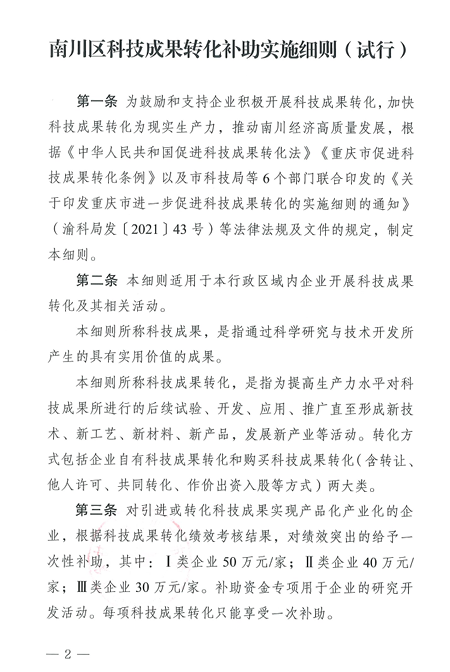 南川区科技成果转化补助实施细则（试行）
第一条 为鼓励和支持企业积极开展科技成果转化，加快
科技成果转化为现实生产力，推动南川经济高质量发展，根
据《中华人民共和国促进科技成果转化法》《重庆市促进科技
成果转化条例》以及市科技局等 6 个部门联合印发的《关
于印发重庆市进一步促进科技成果转化的实施细则的通知》
（渝科局发〔2021〕43 号）等法律法规及文件的规定，制定
本细则。
第二条 本细则适用于本行政区域内企业开展科技成果
转化及其相关活动。
本细则所称科技成果，是指通过科学研究与技术开发所
产生的具有实用价值的成果。
本细则所称科技成果转化，是指为提高生产力水平对科
技成果所进行的后续试验、开发、应用、推广直至形成新技
术、新工艺、新材料、新产品，发展新产业等活动。转化方
式包括企业自有科技成果转化和购买科技成果转化（含转让、
他人许可、共同转化、作价出资入股等方式）两大类。
第三条 对引进或转化科技成果实现产品化产业化的企
业，根据科技成果转化绩效考核结果，对绩效突出的给予一
次性补助，其中：Ⅰ类企业 50 万元/家；Ⅱ类企业 40 万元/
家；Ⅲ类企业 30 万元/家。补助资金专项用于企业的研究开
发活动。每项科技成果转化只能享受一次补助。
— 2 —